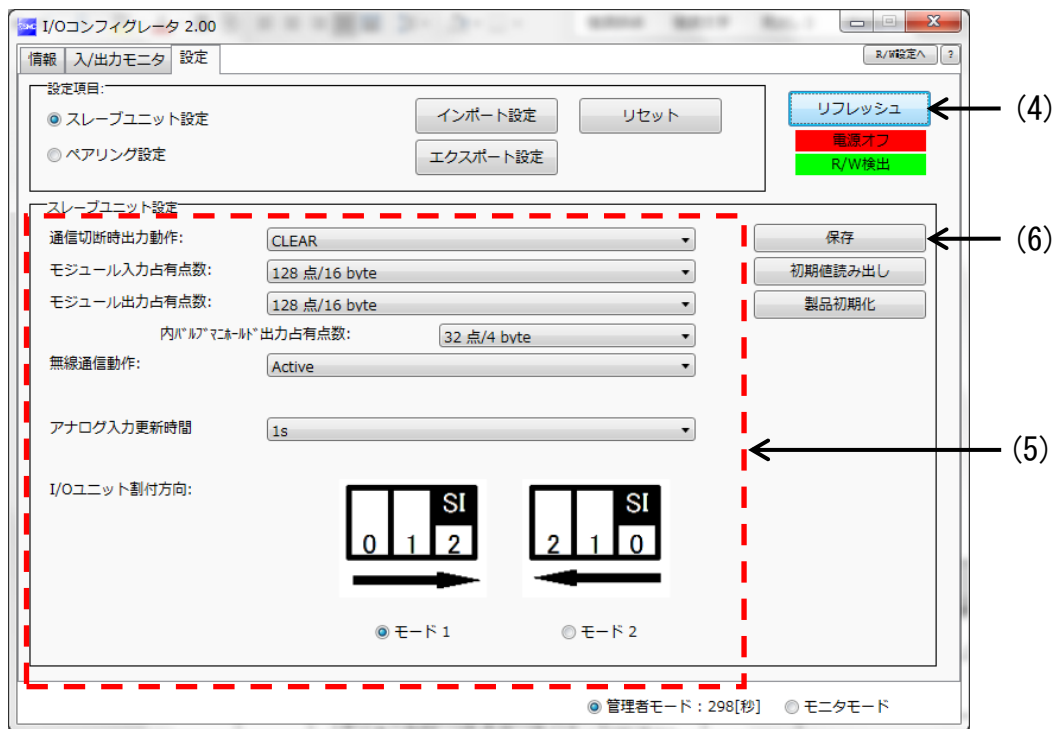 I/Oコンフィグレータ 2.00
情報 入/出力モニタ 設定 R/W設定へ ?
設定項目:
スレーブユニット設定 インポート設定 リセット リフレッシュ (4)
電源オフ
ペアリング設定 エクスポート設定 R/W検出
スレーブユニット設定
通信切断時出力動作: CLEAR 保存 (6)
モジュール入力占有点数: 128 点/16 byte 初期値読み出し
モジュール出力占有点数: 128 点/16 byte 製品初期化
内バルブマニホールド出力占有点数: 32 点/4 byte
無線通信動作: Active
アナログ入力更新時間 1s
(5)
I/Oユニット割付方向:
SI SI
0 1 2 2 1 0
モード 1 モード 2
管理者モード：298[秒] モニタモード